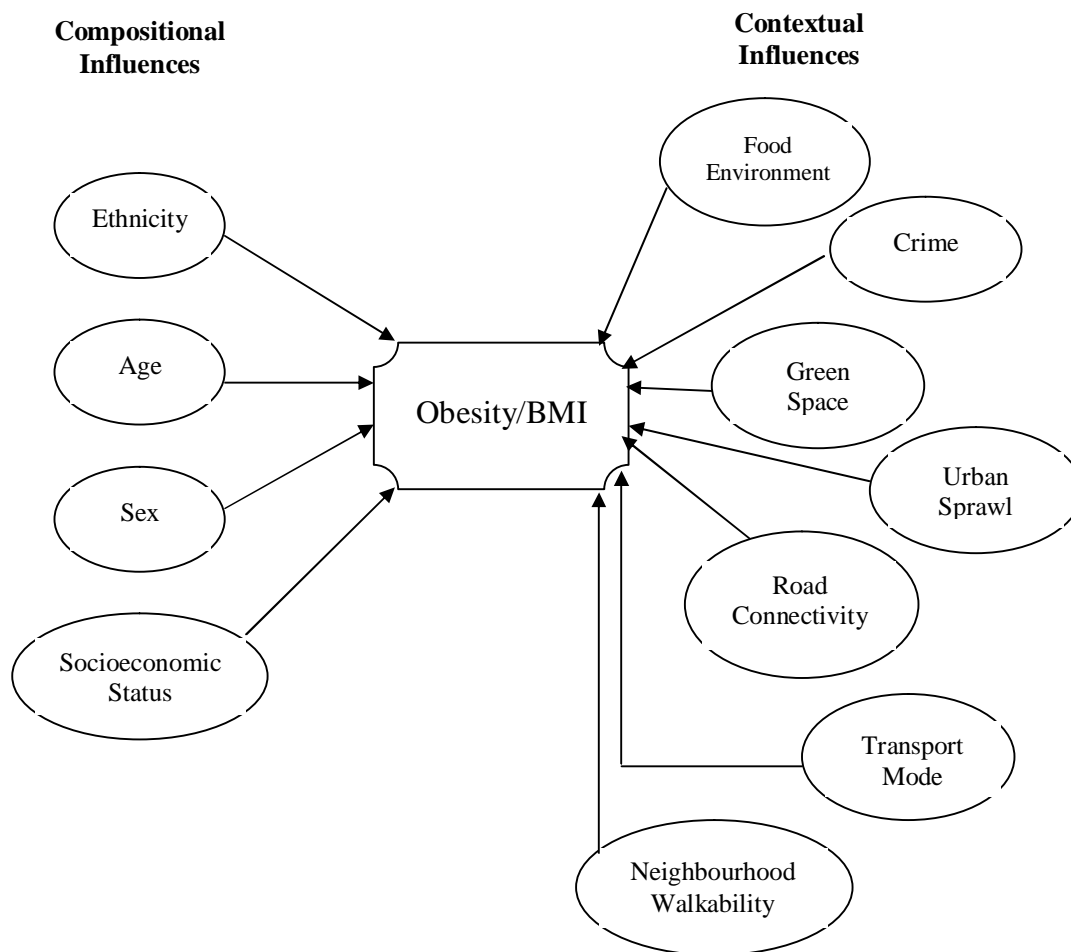 Compositional
Influences
Contextual
Influences
Food
Environment
Ethnicity
Crime
Age
Green
Space
Obesity/BMI
Urban
Sprawl
Sex
Road
Connectivity
Socioeconomic
Status
Transport
Mode
Neighbourhood
Walkability